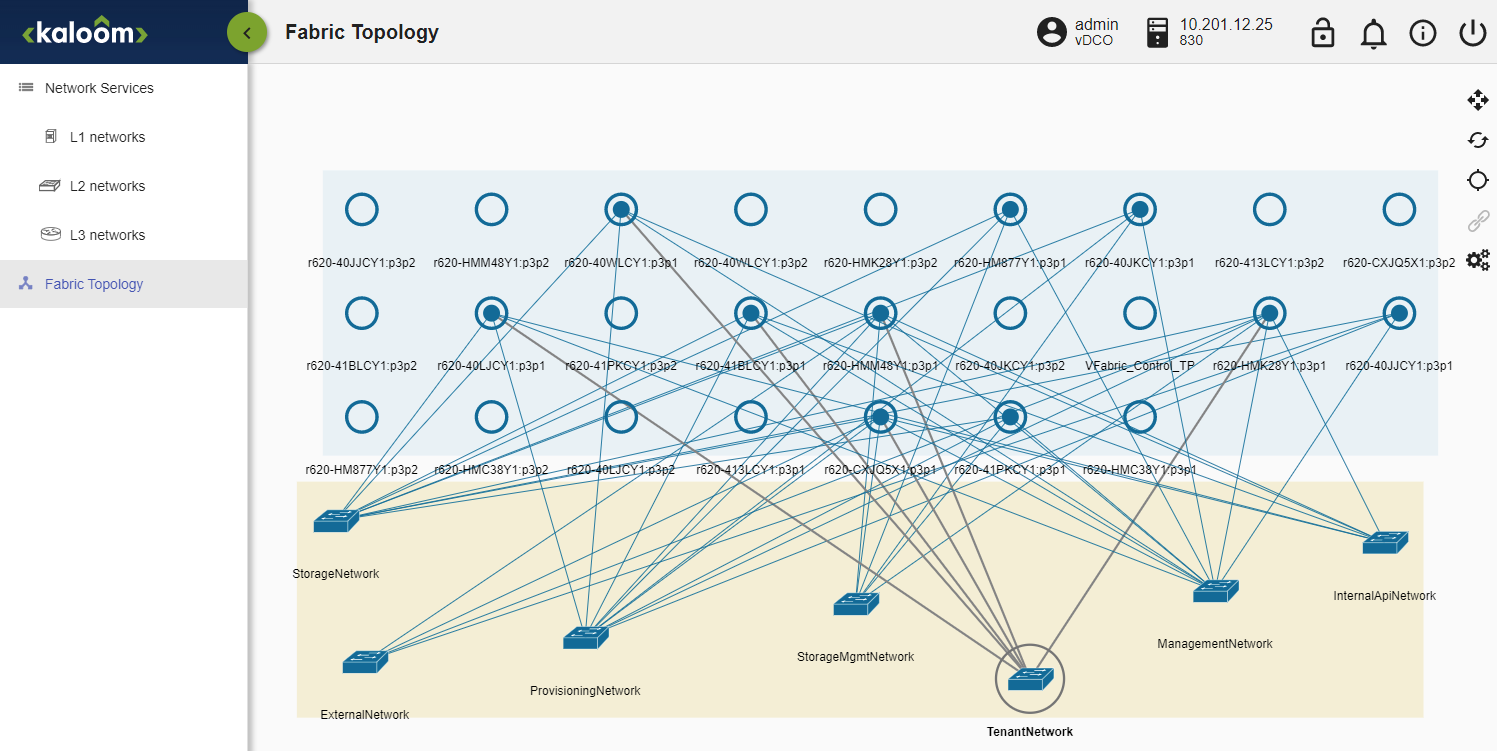 kaloom
Fabric Topology
admin
vDCO
10.201.12.25
830
Network Services
L1 networks
L2 networks
L3 networks
Fabric Topology
r620-40JJCY1:p3p2
r620-HMM48Y1:p3p2
r620-40WLCY1:p3p1
r620-40WLCY1:p3p2
r620-HMK28Y1:p3p2
r620-HM877Y1:p3p1
r620-40JKCY1:p3p1
r620-413LCY1:p3p2
r620-CXJQ5X1:p3p2
r620-41BLCY1:p3p2
r620-40LJCY1:p3p1
r620-41PKCY1:p3p2
r620-41BLCY1:p3p1
r620-HMM48Y1:p3p1
r620-40JKCY1:p3p2
VFabric_Control_TP
r620-HMK28Y1:p3p1
r620-40JJCY1:p3p1
r620-HM877Y1:p3p2
r620-HMC38Y1:p3p2
r620-40LJCY1:p3p2
r620-413LCY1:p3p1
r620-CXJQ5X1:p3p1
r620-41PKCY1:p3p1
r620-HMC38Y1:p3p1
StorageNetwork
InternalApiNetwork
ManagementNetwork
StorageMgmtNetwork
ProvisioningNetwork
ExternalNetwork
TenantNetwork